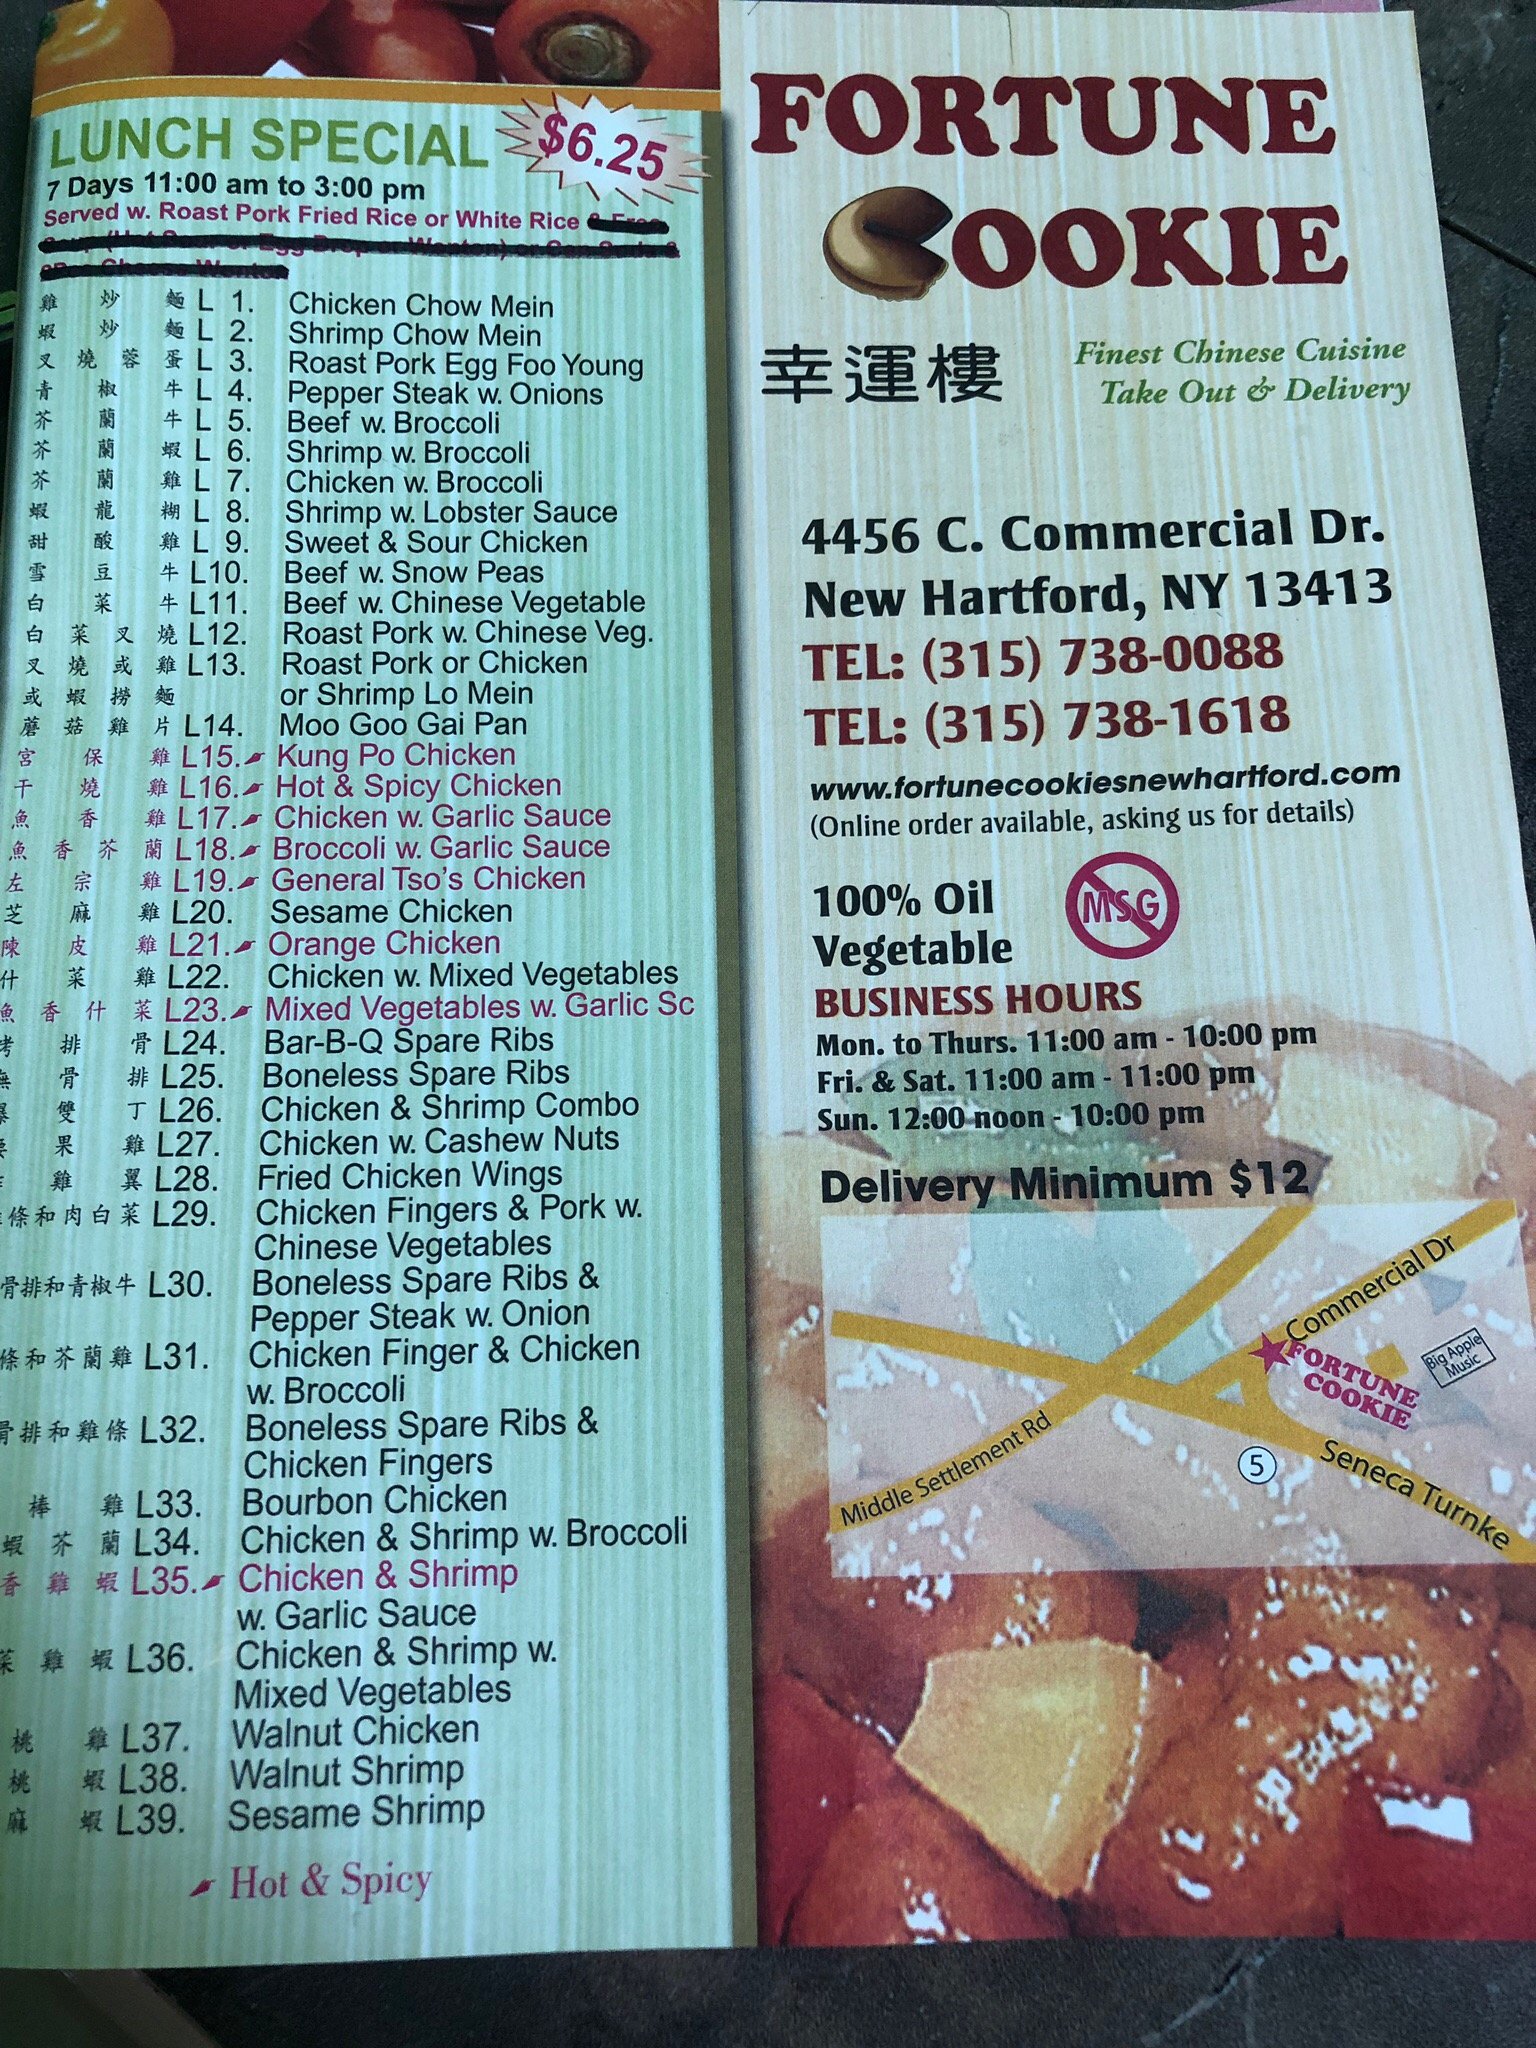 LUNCH SPECIAL
$6.25
7 Days 11:00 am to 3:00 pm
Served w. Roast Pork Fried Rice or White Rice
雞 炒 麵 L 1. Chicken Chow Mein
蝦 炒 麵 L 2. Shrimp Chow Mein
叉 燒 蓉 蛋 L 3. Roast Pork Egg Foo Young
青 椒 牛 L 4. Pepper Steak w. Onions
芥 蘭 牛 L 5. Beef w. Broccoli
芥 蘭 蝦 L 6. Shrimp w. Broccoli
芥 蘭 雞 L 7. Chicken w. Broccoli
蝦 龍 糊 L 8. Shrimp w. Lobster Sauce
甜 酸 雞 L 9. Sweet & Sour Chicken
雪 豆 牛 L10. Beef w. Snow Peas
白 菜 牛 L11. Beef w. Chinese Vegetable
白 菜 叉 燒 L12. Roast Pork w. Chinese Veg.
叉 燒 或 雞 L13. Roast Pork or Chicken
或 蝦 撈 麵 or Shrimp Lo Mein
蘑 菇 雞 片 L14. Moo Goo Gai Pan
宮 保 雞 L15. Kung Po Chicken
干 燒 雞 L16. Hot & Spicy Chicken
魚 香 雞 L17. Chicken w. Garlic Sauce
魚 香 芥 蘭 L18. Broccoli w. Garlic Sauce
左 宗 雞 L19. General Tso's Chicken
芝 麻 雞 L20. Sesame Chicken
陳 皮 雞 L21. Orange Chicken
什 菜 雞 L22. Chicken w. Mixed Vegetables
魚 香 什 菜 L23. Mixed Vegetables w. Garlic Sc
排 骨 L24. Bar-B-Q Spare Ribs
骨 排 L25. Boneless Spare Ribs
雙 丁 L26. Chicken & Shrimp Combo
果 雞 L27. Chicken w. Cashew Nuts
雞 翼 L28. Fried Chicken Wings
條和肉白菜 L29. Chicken Fingers & Pork w.
Chinese Vegetables
骨排和青椒牛 L30. Boneless Spare Ribs &
Pepper Steak w. Onion
條和芥蘭雞 L31. Chicken Finger & Chicken
w. Broccoli
骨排和雞條 L32. Boneless Spare Ribs &
Chicken Fingers
棒 雞 L33. Bourbon Chicken
蝦 芥 蘭 L34. Chicken & Shrimp w. Broccoli
香 雞 蝦 L35. Chicken & Shrimp
w. Garlic Sauce
菜 雞 蝦 L36. Chicken & Shrimp w.
Mixed Vegetables
桃 雞 L37. Walnut Chicken
桃 蝦 L38. Walnut Shrimp
麻 蝦 L39. Sesame Shrimp
Hot & Spicy
FORTUNE
COOKIE
幸運樓
Finest Chinese Cuisine
Take Out & Delivery
4456 C. Commercial Dr.
New Hartford, NY 13413
TEL: (315) 738-0088
TEL: (315) 738-1618
www.fortunecookiesnewhartford.com
(Online order available, asking us for details)
100% Oil
Vegetable
MSG
BUSINESS HOURS
Mon. to Thurs. 11:00 am - 10:00 pm
Fri. & Sat. 11:00 am - 11:00 pm
Sun. 12:00 noon - 10:00 pm
Delivery Minimum $12
Commercial Dr
Big Apple
Music
FORTUNE
COOKIE
Middle Settlement Rd
5
Seneca Turnke